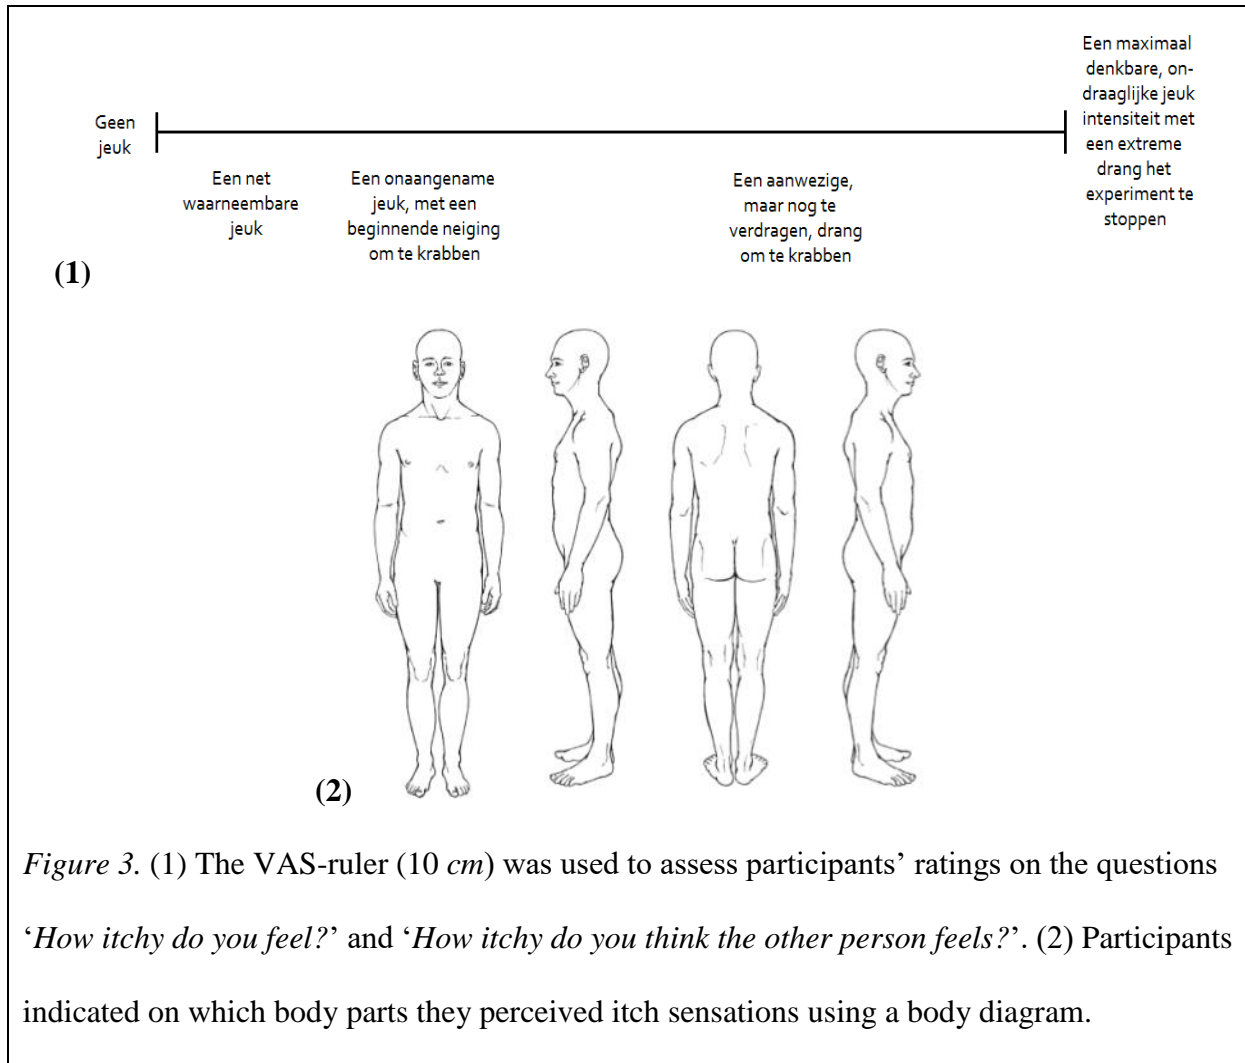 Geen
jeuk
Een net
waarneembare
jeuk
Een onaangename
jeuk, met een
beginnende neiging
om te krabben
Een aanwezige,
maar nog te
verdragen, drang
om te krabben
Een maximaal
denkbare, on-
draaglijke jeuk
intensiteit met
een extreme
drang het
experiment te
stoppen
(1)
(2)
Figure 3. (1) The VAS-ruler (10 cm) was used to assess participants’ ratings on the questions
‘How itchy do you feel?’ and ‘How itchy do you think the other person feels?’. (2) Participants
indicated on which body parts they perceived itch sensations using a body diagram.